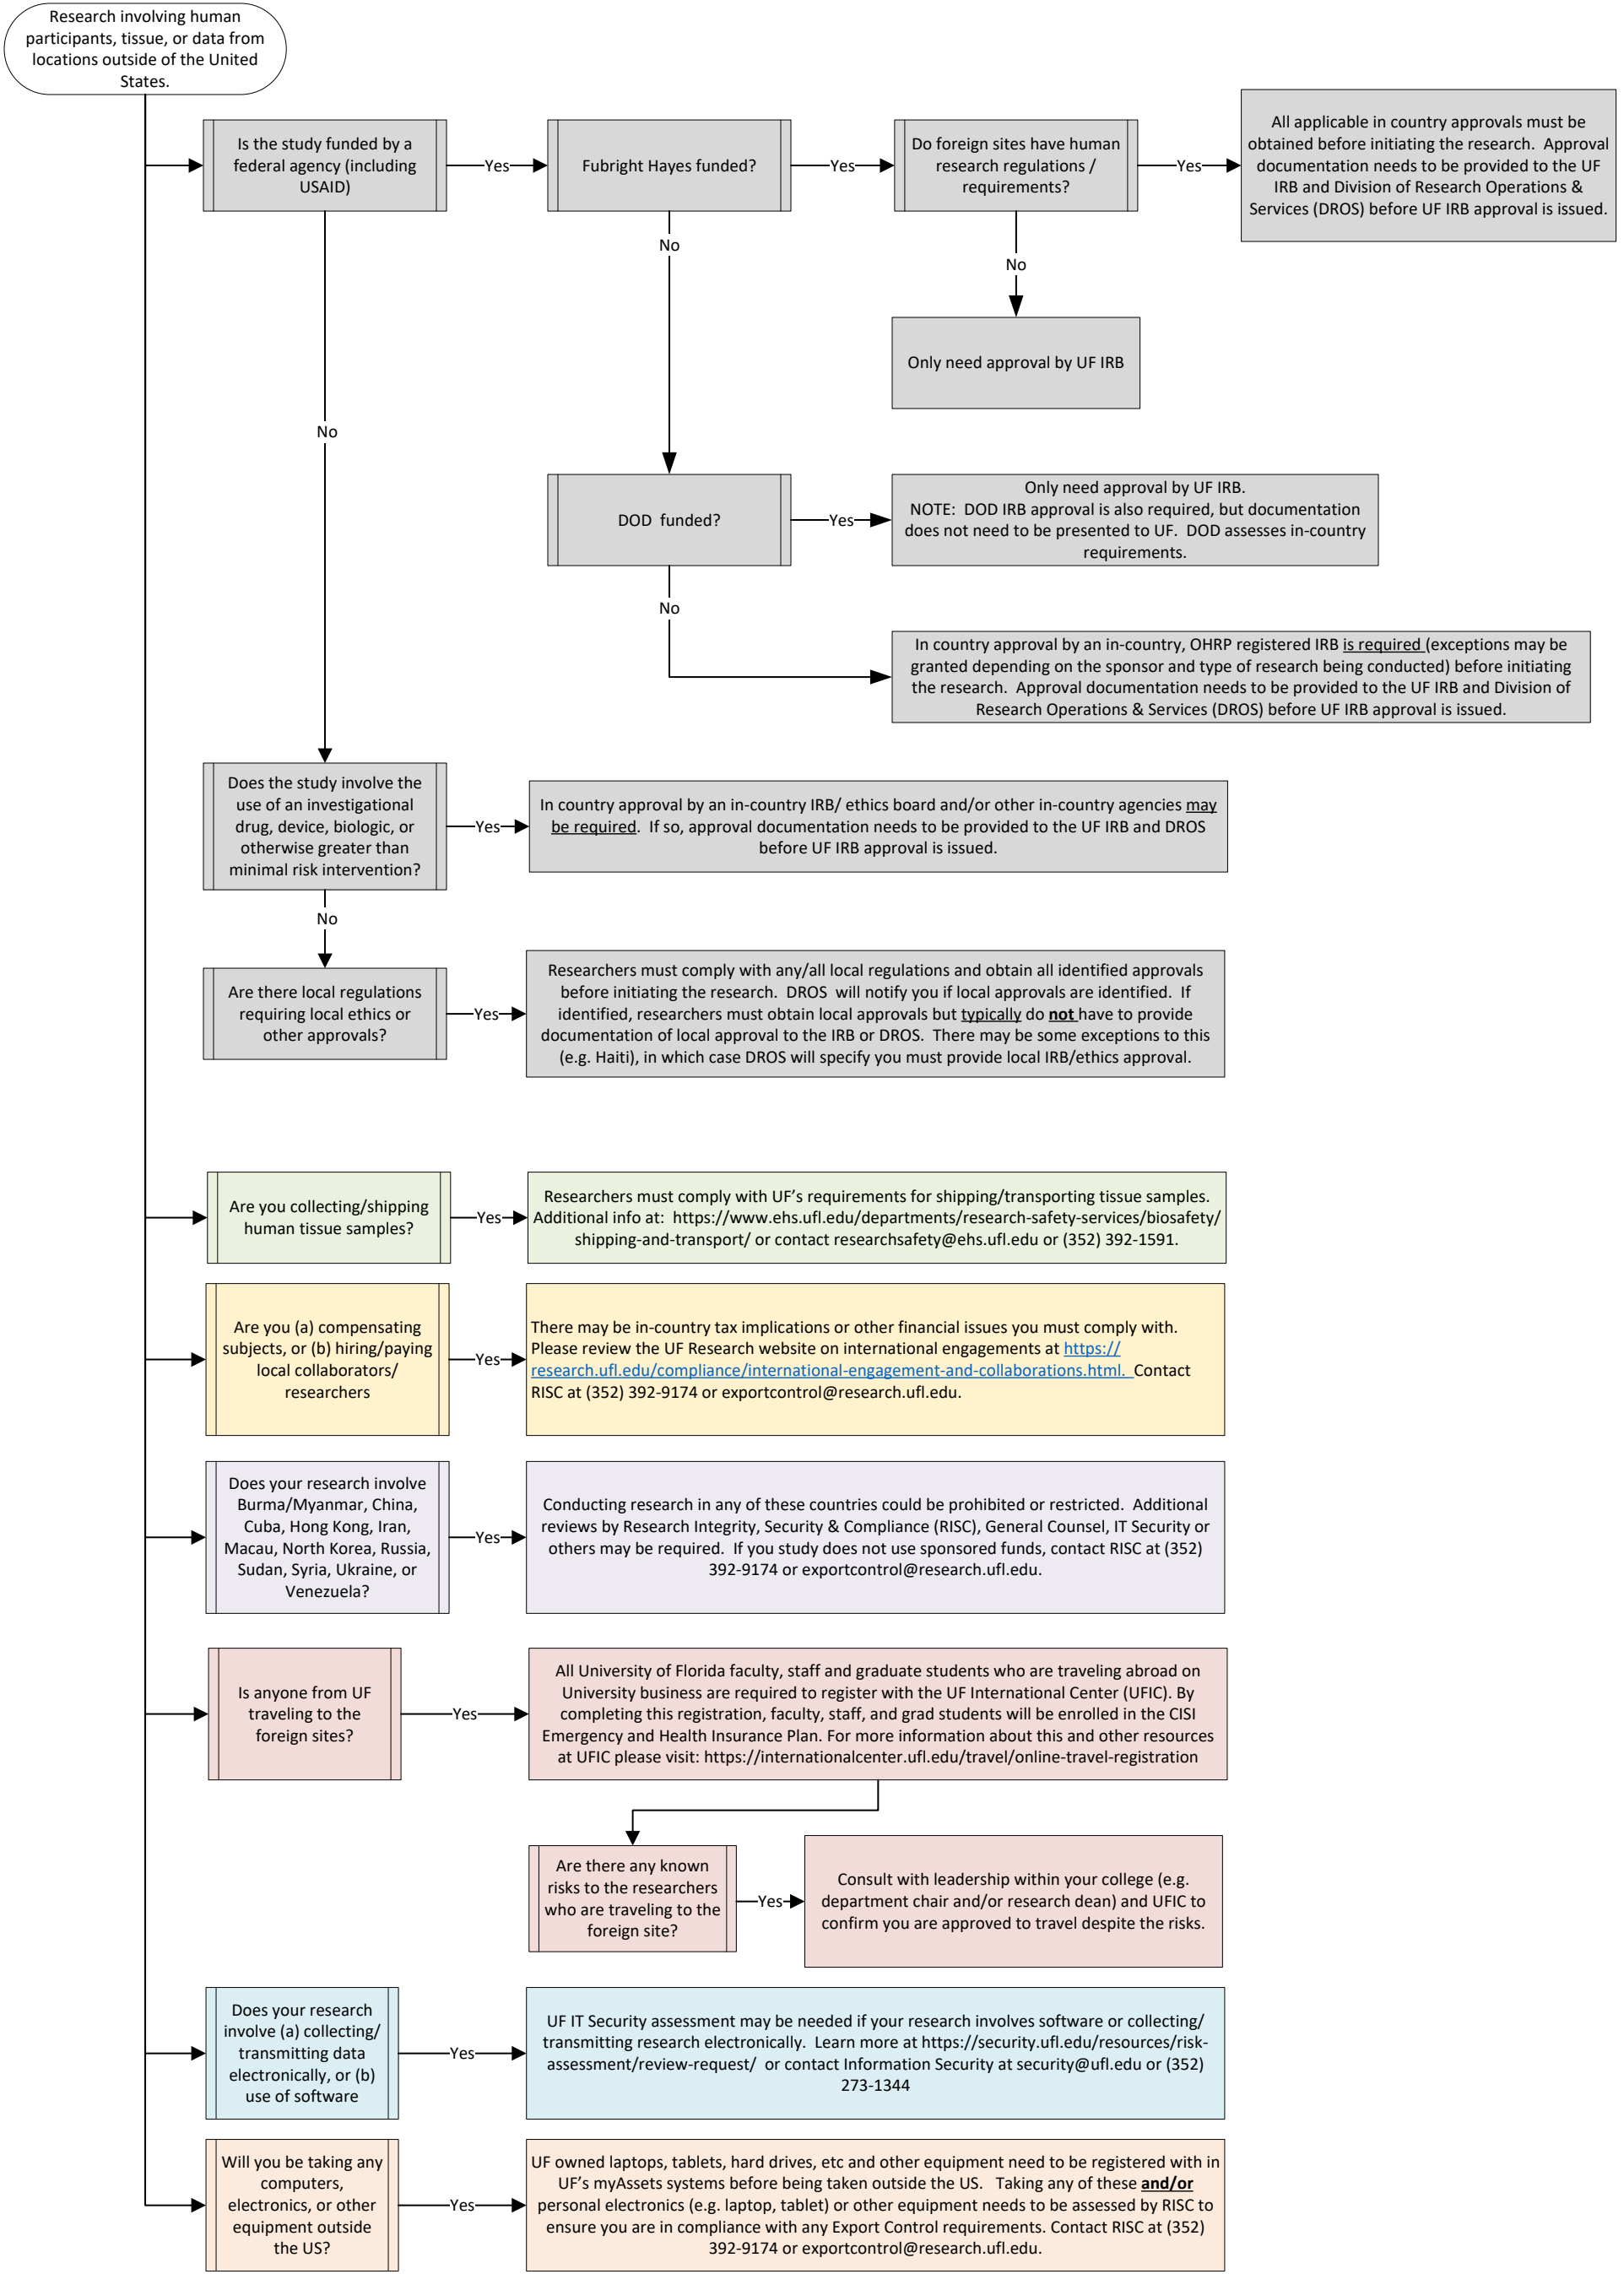 Research involving human
participants, tissue, or data from
locations outside of the United
States.
Is the study funded by a
federal agency (including
USAID)
Yes
Fubright Hayes funded?
Yes
Do foreign sites have human
research regulations /
requirements?
Yes
All applicable in country approvals must be
obtained before initiating the research. Approval
documentation needs to be provided to the UF
IRB and Division of Research Operations &
Services (DROS) before UF IRB approval is issued.
No
No
Only need approval by UF IRB
No
DOD funded?
Yes
Only need approval by UF IRB.
NOTE: DOD IRB approval is also required, but documentation
does not need to be presented to UF. DOD assesses in-country
requirements.
No
In country approval by an in-country, OHRP registered IRB is required (exceptions may be
granted depending on the sponsor and type of research being conducted) before initiating
the research. Approval documentation needs to be provided to the UF IRB and Division of
Research Operations & Services (DROS) before UF IRB approval is issued.
Does the study involve the
use of an investigational
drug, device, biologic, or
otherwise greater than
minimal risk intervention?
Yes
In country approval by an in-country IRB/ ethics board and/or other in-country agencies may
be required. If so, approval documentation needs to be provided to the UF IRB and DROS
before UF IRB approval is issued.
No
Are there local regulations
requiring local ethics or
other approvals?
Yes
Researchers must comply with any/all local regulations and obtain all identified approvals
before initiating the research. DROS will notify you if local approvals are identified. If
identified, researchers must obtain local approvals but typically do not have to provide
documentation of local approval to the IRB or DROS. There may be some exceptions to this
(e.g. Haiti), in which case DROS will specify you must provide local IRB/ethics approval.
Are you collecting/shipping
human tissue samples?
Yes
Researchers must comply with UF's requirements for shipping/transporting tissue samples.
Additional info at: https://www.ehs.ufl.edu/departments/research-safety-services/biosafety/
shipping-and-transport/ or contact researchsafety@ehs.ufl.edu or (352) 392-1591.
Are you (a) compensating
subjects, or (b) hiring/paying
local collaborators/
researchers
Yes
There may be in-country tax implications or other financial issues you must comply with.
Please review the UF Research website on international engagements at https://
research.ufl.edu/compliance/international-engagement-and-collaborations.html. Contact
RISC at (352) 392-9174 or exportcontrol@research.ufl.edu.
Does your research involve
Burma/Myanmar, China,
Cuba, Hong Kong, Iran,
Macau, North Korea, Russia,
Sudan, Syria, Ukraine, or
Venezuela?
Yes
Conducting research in any of these countries could be prohibited or restricted. Additional
reviews by Research Integrity, Security & Compliance (RISC), General Counsel, IT Security or
others may be required. If you study does not use sponsored funds, contact RISC at (352)
392-9174 or exportcontrol@research.ufl.edu.
Is anyone from UF
traveling to the
foreign sites?
Yes
All University of Florida faculty, staff and graduate students who are traveling abroad on
University business are required to register with the UF International Center (UFIC). By
completing this registration, faculty, staff, and grad students will be enrolled in the CISI
Emergency and Health Insurance Plan. For more information about this and other resources
at UFIC please visit: https://internationalcenter.ufl.edu/travel/online-travel-registration
Are there any known
risks to the researchers
who are traveling to the
foreign site?
Yes
Consult with leadership within your college (e.g.
department chair and/or research dean) and UFIC to
confirm you are approved to travel despite the risks.
Does your research
involve (a) collecting/
transmitting data
electronically, or (b)
use of software
Yes
UF IT Security assessment may be needed if your research involves software or collecting/
transmitting research electronically. Learn more at https://security.ufl.edu/resources/risk-
assessment/review-request/ or contact Information Security at security@ufl.edu or (352)
273-1344
Will you be taking any
computers,
electronics, or other
equipment outside
the US?
Yes
UF owned laptops, tablets, hard drives, etc and other equipment need to be registered with in
UF's myAssets systems before being taken outside the US. Taking any of these and/or
personal electronics (e.g. laptop, tablet) or other equipment needs to be assessed by RISC to
ensure you are in compliance with any Export Control requirements. Contact RISC at (352)
392-9174 or exportcontrol@research.ufl.edu.